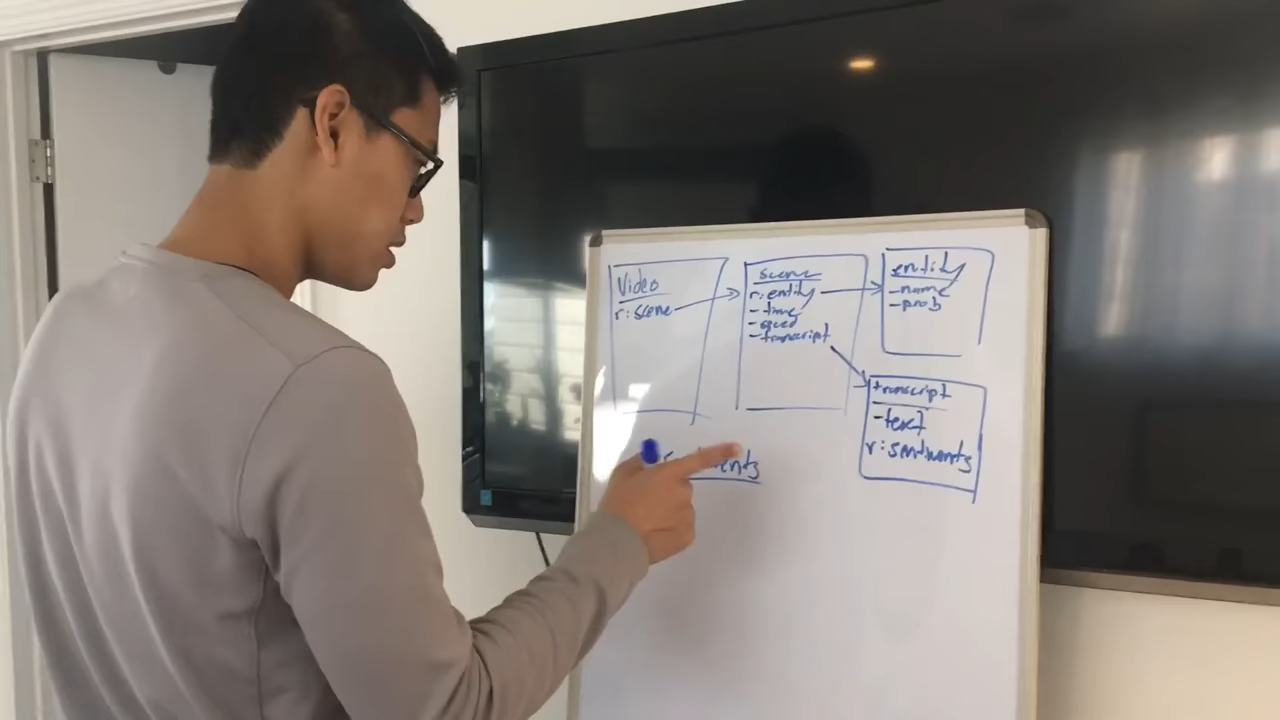 Video
r: scene
scene
r: entity
- time
- speed
- transcript
entity
- name
- prob
transcript
- text
r: sentiments